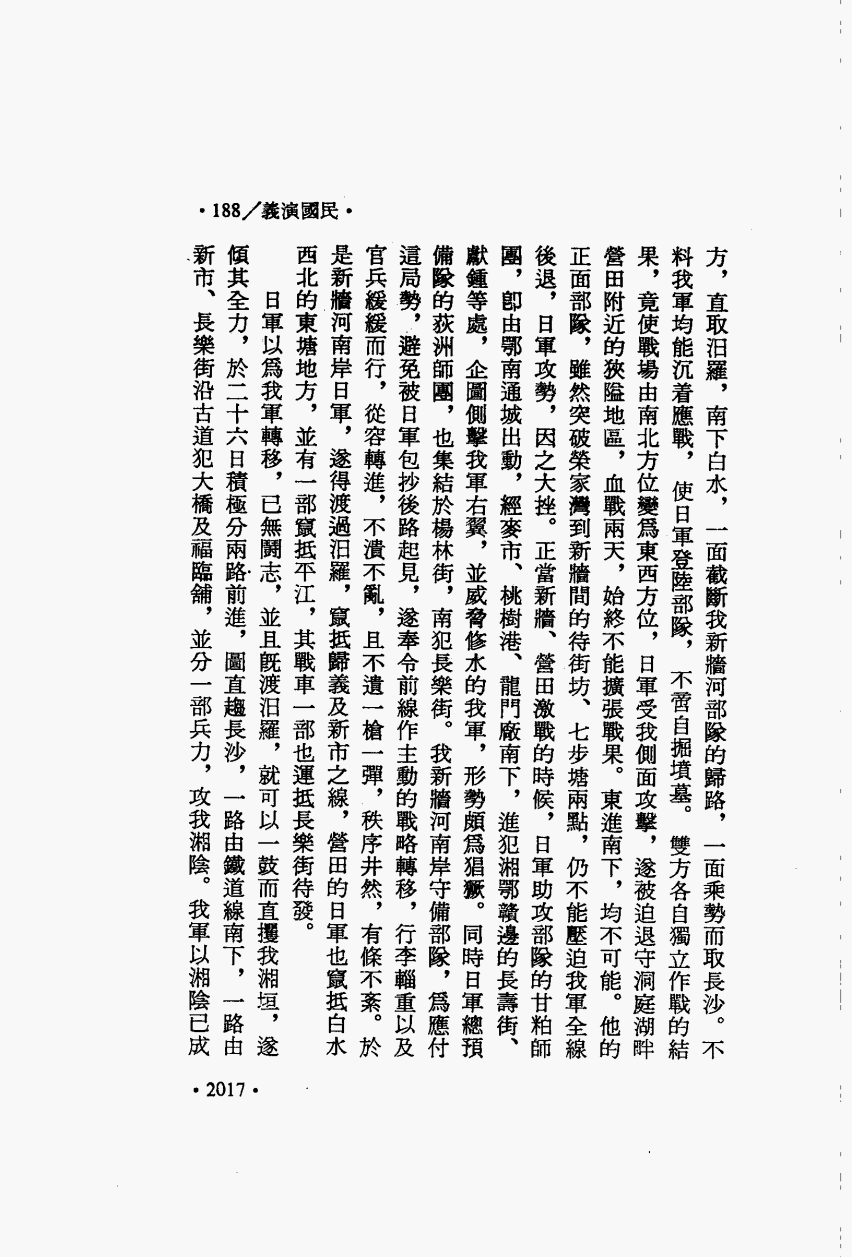 •188／義演國民•
方，直取汨羅，南下白水，一面截斷我新牆河部隊的歸路，一面乘勢而取長沙。不
料我軍均能沉着應戰，使日軍登陸部隊，不啻自掘墳墓。雙方各自獨立作戰的結
果，竟使戰場由南北方位變爲東西方位，日軍受我側面攻擊，遂被迫退守洞庭湖畔
營田附近的狹隘地區，血戰兩天，始終不能擴張戰果。東進南下，均不可能。他的
正面部隊，雖然突破榮家灣到新牆間的待街坊、七步塘兩點，仍不能壓迫我軍全線
後退，日軍攻勢，因之大挫。正當新牆、營田激戰的時候，日軍助攻部隊的甘粕師
團，卽由鄂南通城出動，經麥市、桃樹港、龍門廠南下，進犯湘鄂贛邊的長壽街、
獻鍾等處，企圖側擊我軍右翼，並威脅修水的我軍，形勢頗爲猖獗。同時日軍總預
備隊的荻洲師團，也集結於楊林街，南犯長樂街。我新牆河南岸守備部隊，爲應付
這局勢，避免被日軍包抄後路起見，遂奉令前線作主動的戰略轉移，行李輜重以及
官兵緩緩而行，從容轉進，不潰不亂，且不遺一槍一彈，秩序井然，有條不紊。於
是新牆河南岸日軍，遂得渡過汨羅，竄抵歸義及新市之線，營田的日軍也竄抵白水
西北的東塘地方，並有一部竄抵平江，其戰車一部也運抵長樂街待發。
日軍以爲我軍轉移，已無鬭志，並且旣渡汨羅，就可以一鼓而直攫我湘垣，遂
傾其全力，於二十六日積極分兩路前進，圖直趨長沙，一路由鐵道線南下，一路由
新市、長樂街沿古道犯大橋及福臨舖，並分一部兵力，攻我湘陰。我軍以湘陰已成
•2017•